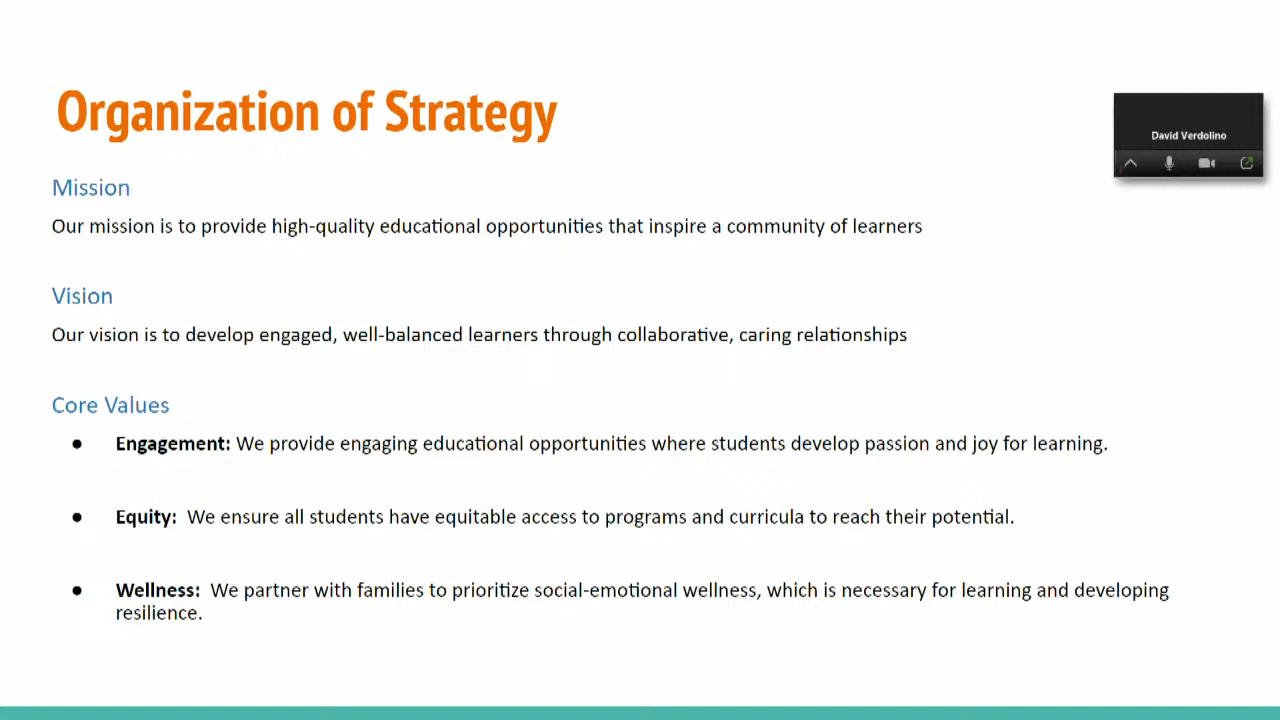 Organization of Strategy
David Verdolino
Mission
Our mission is to provide high-quality educational opportunities that inspire a community of learners
Vision
Our vision is to develop engaged, well-balanced learners through collaborative, caring relationships
Core Values
● Engagement: We provide engaging educational opportunities where students develop passion and joy for learning.
● Equity:  We ensure all students have equitable access to programs and curricula to reach their potential.
● Wellness:  We partner with families to prioritize social-emotional wellness, which is necessary for learning and developing
resilience.